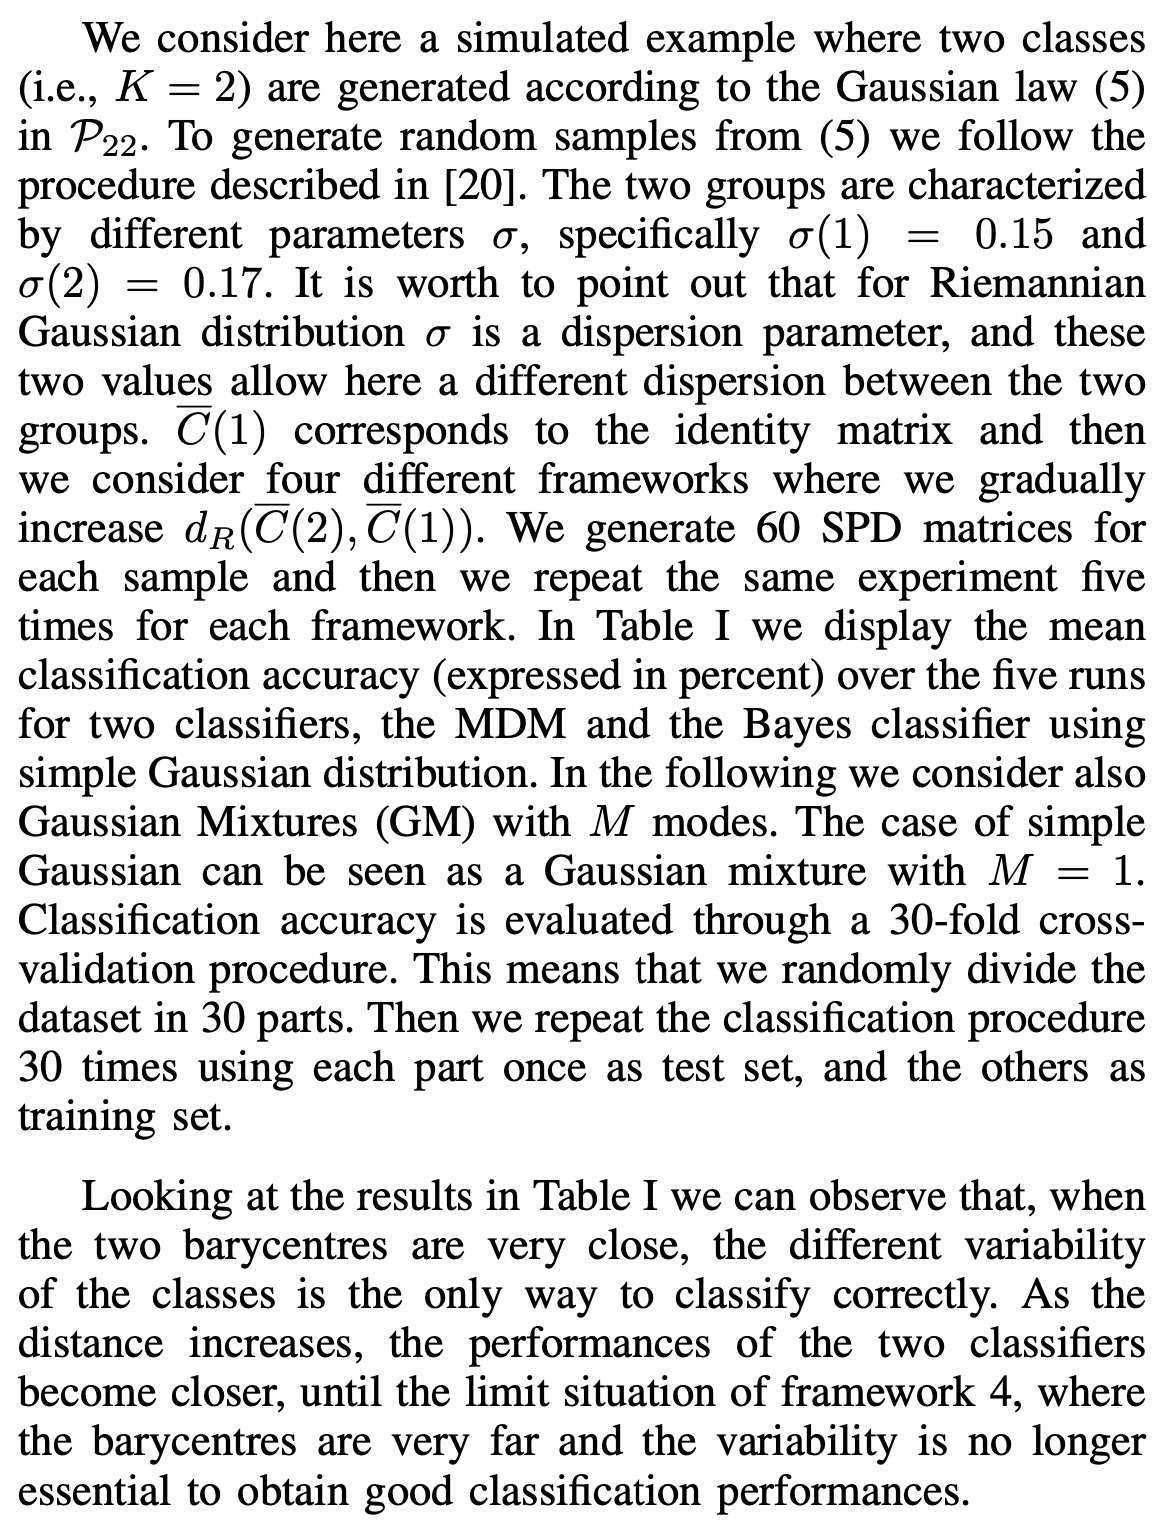 We consider here a simulated example where two classes
(i.e., K = 2) are generated according to the Gaussian law (5)
in 𝒫₂₂. To generate random samples from (5) we follow the
procedure described in [20]. The two groups are characterized
by different parameters σ, specifically σ(1) = 0.15 and
σ(2) = 0.17. It is worth to point out that for Riemannian
Gaussian distribution σ is a dispersion parameter, and these
two values allow here a different dispersion between the two
groups. C̅(1) corresponds to the identity matrix and then
we consider four different frameworks where we gradually
increase d_R(C̅(2), C̅(1)). We generate 60 SPD matrices for
each sample and then we repeat the same experiment five
times for each framework. In Table I we display the mean
classification accuracy (expressed in percent) over the five runs
for two classifiers, the MDM and the Bayes classifier using
simple Gaussian distribution. In the following we consider also
Gaussian Mixtures (GM) with M modes. The case of simple
Gaussian can be seen as a Gaussian mixture with M = 1.
Classification accuracy is evaluated through a 30-fold cross-
validation procedure. This means that we randomly divide the
dataset in 30 parts. Then we repeat the classification procedure
30 times using each part once as test set, and the others as
training set.
Looking at the results in Table I we can observe that, when
the two barycentres are very close, the different variability
of the classes is the only way to classify correctly. As the
distance increases, the performances of the two classifiers
become closer, until the limit situation of framework 4, where
the barycentres are very far and the variability is no longer
essential to obtain good classification performances.